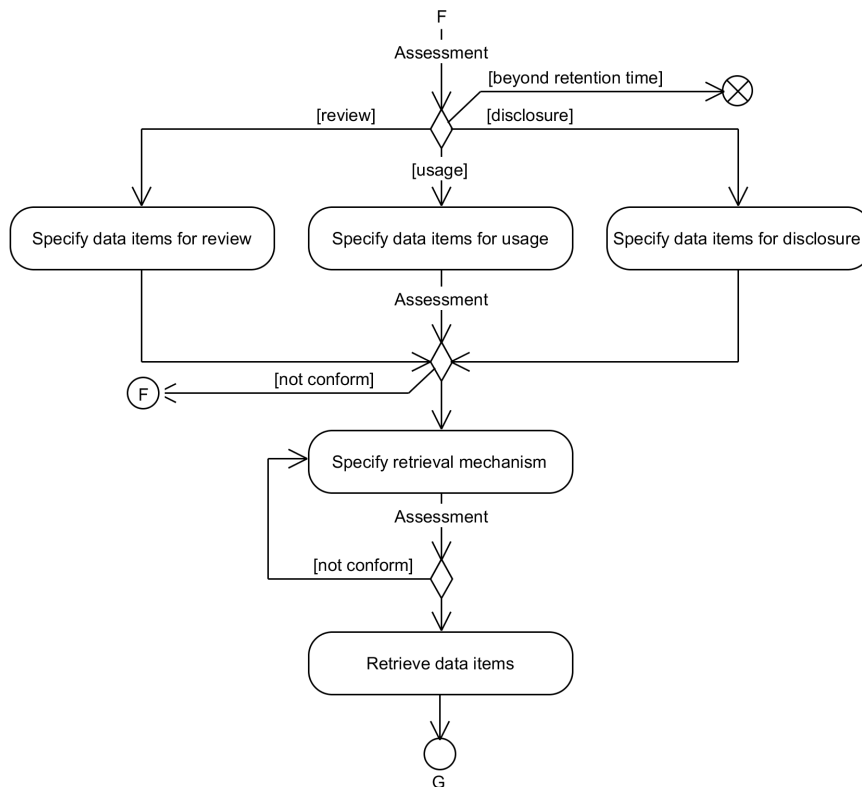 F
Assessment
[beyond retention time]
[review]
[disclosure]
[usage]
Specify data items for review
Specify data items for usage
Specify data items for disclosure
Assessment
[not conform]
F
Specify retrieval mechanism
Assessment
[not conform]
Retrieve data items
G